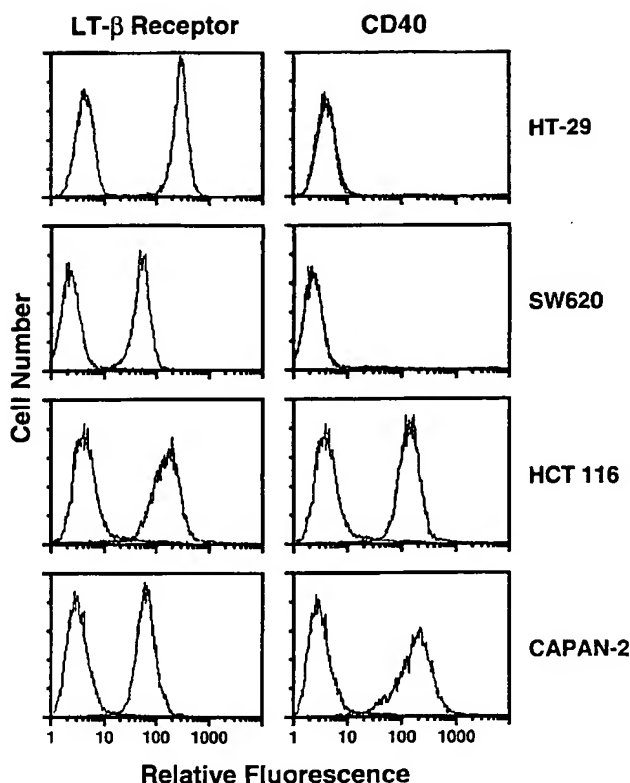 LT-β Receptor
CD40
HT-29
SW620
HCT 116
CAPAN-2
Cell Number
1 10 100 1000
1 10 100 1000
Relative Fluorescence